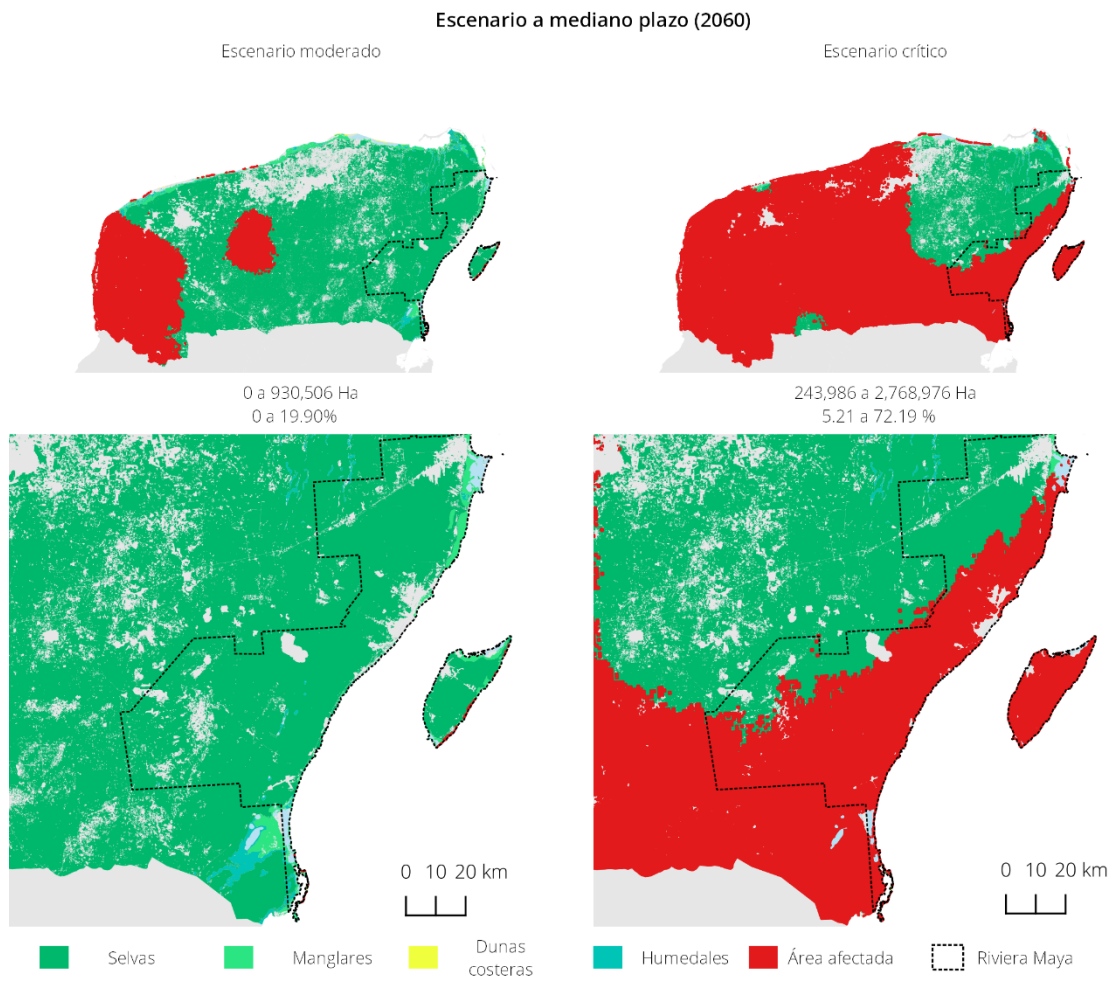 Escenario a mediano plazo (2060)
Escenario moderado
Escenario crítico
0 a 930,506 Ha
0 a 19.90%
243,986 a 2,768,976 Ha
5.21 a 72.19 %
0 10 20 km
0 10 20 km
Selvas
Manglares
Dunas
costeras
Humedales
Área afectada
Riviera Maya